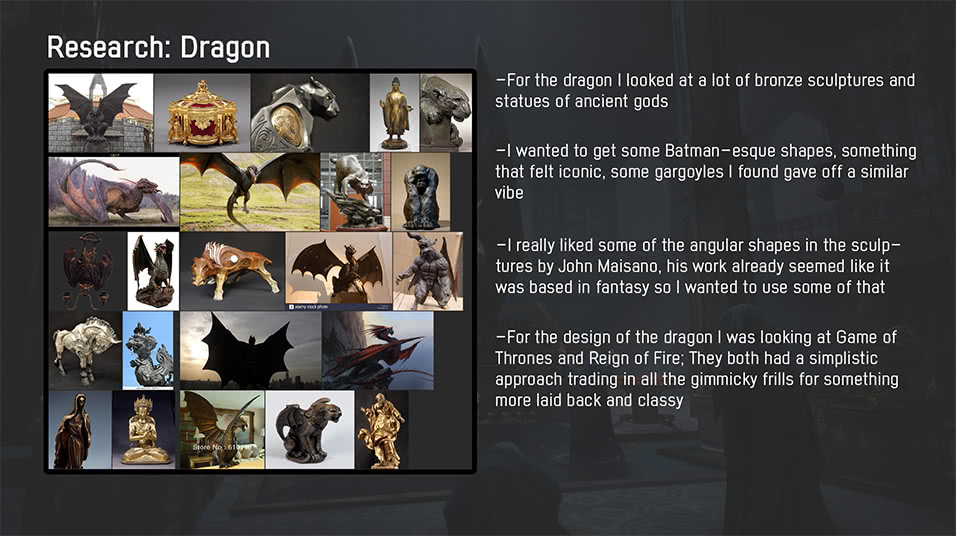 Research: Dragon
-For the dragon I looked at a lot of bronze sculptures and
statues of ancient gods
-I wanted to get some Batman-esque shapes, something
that felt iconic, some gargoyles I found gave off a similar
vibe
-I really liked some of the angular shapes in the sculp-
tures by John Maisano, his work already seemed like it
was based in fantasy so I wanted to use some of that
-For the design of the dragon I was looking at Game of
Thrones and Reign of Fire; They both had a simplistic
approach trading in all the gimmicky frills for something
more laid back and classy
alamy stock photo
Store No :